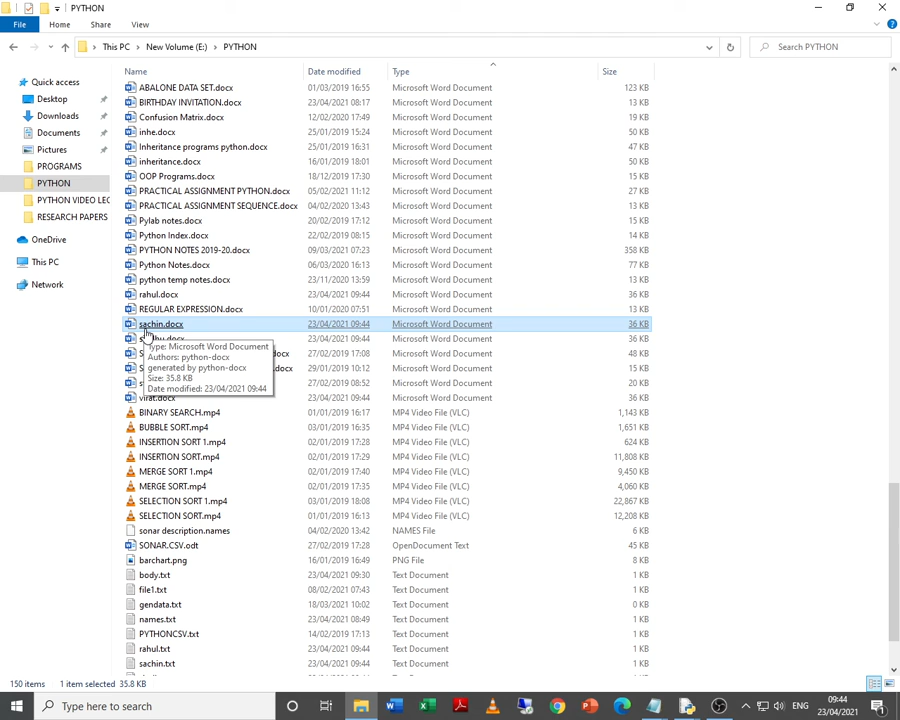 PYTHON
File Home Share View
This PC New Volume (E:) PYTHON
Search PYTHON
Name Date modified Type Size
Quick access
Desktop
Downloads
Documents
Pictures
PROGRAMS
PYTHON
PYTHON VIDEO LEC
RESEARCH PAPERS
OneDrive
This PC
Network
ABALONE DATA SET.docx 01/03/2019 16:55 Microsoft Word Document 123 KB
BIRTHDAY INVITATION.docx 23/04/2021 08:17 Microsoft Word Document 13 KB
Confusion Matrix.docx 12/02/2020 17:49 Microsoft Word Document 19 KB
inhe.docx 25/01/2019 15:24 Microsoft Word Document 50 KB
Inheritance programs python.docx 25/01/2019 16:31 Microsoft Word Document 47 KB
inheritance.docx 16/01/2019 18:01 Microsoft Word Document 50 KB
OOP Programs.docx 18/12/2019 17:30 Microsoft Word Document 16 KB
PRACTICAL ASSIGNMENT PYTHON.docx 05/02/2021 11:12 Microsoft Word Document 27 KB
PRACTICAL ASSIGNMENT SEQUENCE.docx 04/02/2020 13:43 Microsoft Word Document 13 KB
Pylab notes.docx 20/02/2019 17:12 Microsoft Word Document 15 KB
Python Index.docx 22/02/2019 08:15 Microsoft Word Document 14 KB
PYTHON NOTES 2019-20.docx 09/03/2021 07:23 Microsoft Word Document 358 KB
Python Notes.docx 06/03/2020 16:13 Microsoft Word Document 77 KB
python temp notes.docx 23/11/2020 13:59 Microsoft Word Document 13 KB
rahul.docx 23/04/2021 09:44 Microsoft Word Document 36 KB
REGULAR EXPRESSION.docx 10/01/2020 07:51 Microsoft Word Document 13 KB
sachin.docx 23/04/2021 09:44 Microsoft Word Document 36 KB
23/04/2021 09:44 Microsoft Word Document 36 KB
27/02/2019 17:08 Microsoft Word Document 48 KB
29/01/2019 10:12 Microsoft Word Document 15 KB
27/02/2019 08:52 Microsoft Word Document 20 KB
virat.docx 23/04/2021 09:44 Microsoft Word Document 36 KB
Type: Microsoft Word Document
Authors: python-docx
generated by python-docx
Size: 35.8 KB
Date modified: 23/04/2021 09:44
BINARY SEARCH.mp4 01/01/2019 16:17 MP4 Video File (VLC) 1,143 KB
BUBBLE SORT.mp4 03/01/2019 16:35 MP4 Video File (VLC) 1,651 KB
INSERTION SORT 1.mp4 02/01/2019 17:28 MP4 Video File (VLC) 624 KB
INSERTION SORT.mp4 02/01/2019 17:29 MP4 Video File (VLC) 11,808 KB
MERGE SORT 1.mp4 02/01/2019 17:40 MP4 Video File (VLC) 9,450 KB
MERGE SORT.mp4 02/01/2019 17:35 MP4 Video File (VLC) 4,060 KB
SELECTION SORT 1.mp4 03/01/2019 18:08 MP4 Video File (VLC) 22,867 KB
SELECTION SORT.mp4 01/01/2019 16:13 MP4 Video File (VLC) 12,208 KB
sonar description.names 04/02/2020 13:42 NAMES File 6 KB
SONAR.CSV.odt 27/02/2019 17:28 OpenDocument Text 45 KB
barchart.png 16/01/2019 16:49 PNG File 8 KB
body.txt 23/04/2021 09:30 Text Document 1 KB
file1.txt 08/02/2019 07:43 Text Document 1 KB
gendata.txt 18/03/2019 10:02 Text Document 0 KB
names.txt 23/04/2021 08:49 Text Document 1 KB
PYTHONCSV.txt 14/02/2019 17:13 Text Document 1 KB
rahul.txt 23/04/2021 09:44 Text Document 1 KB
sachin.txt 23/04/2021 09:44 Text Document 1 KB
150 items 1 item selected 35.8 KB
Type here to search
ENG 09:44
23/04/2021